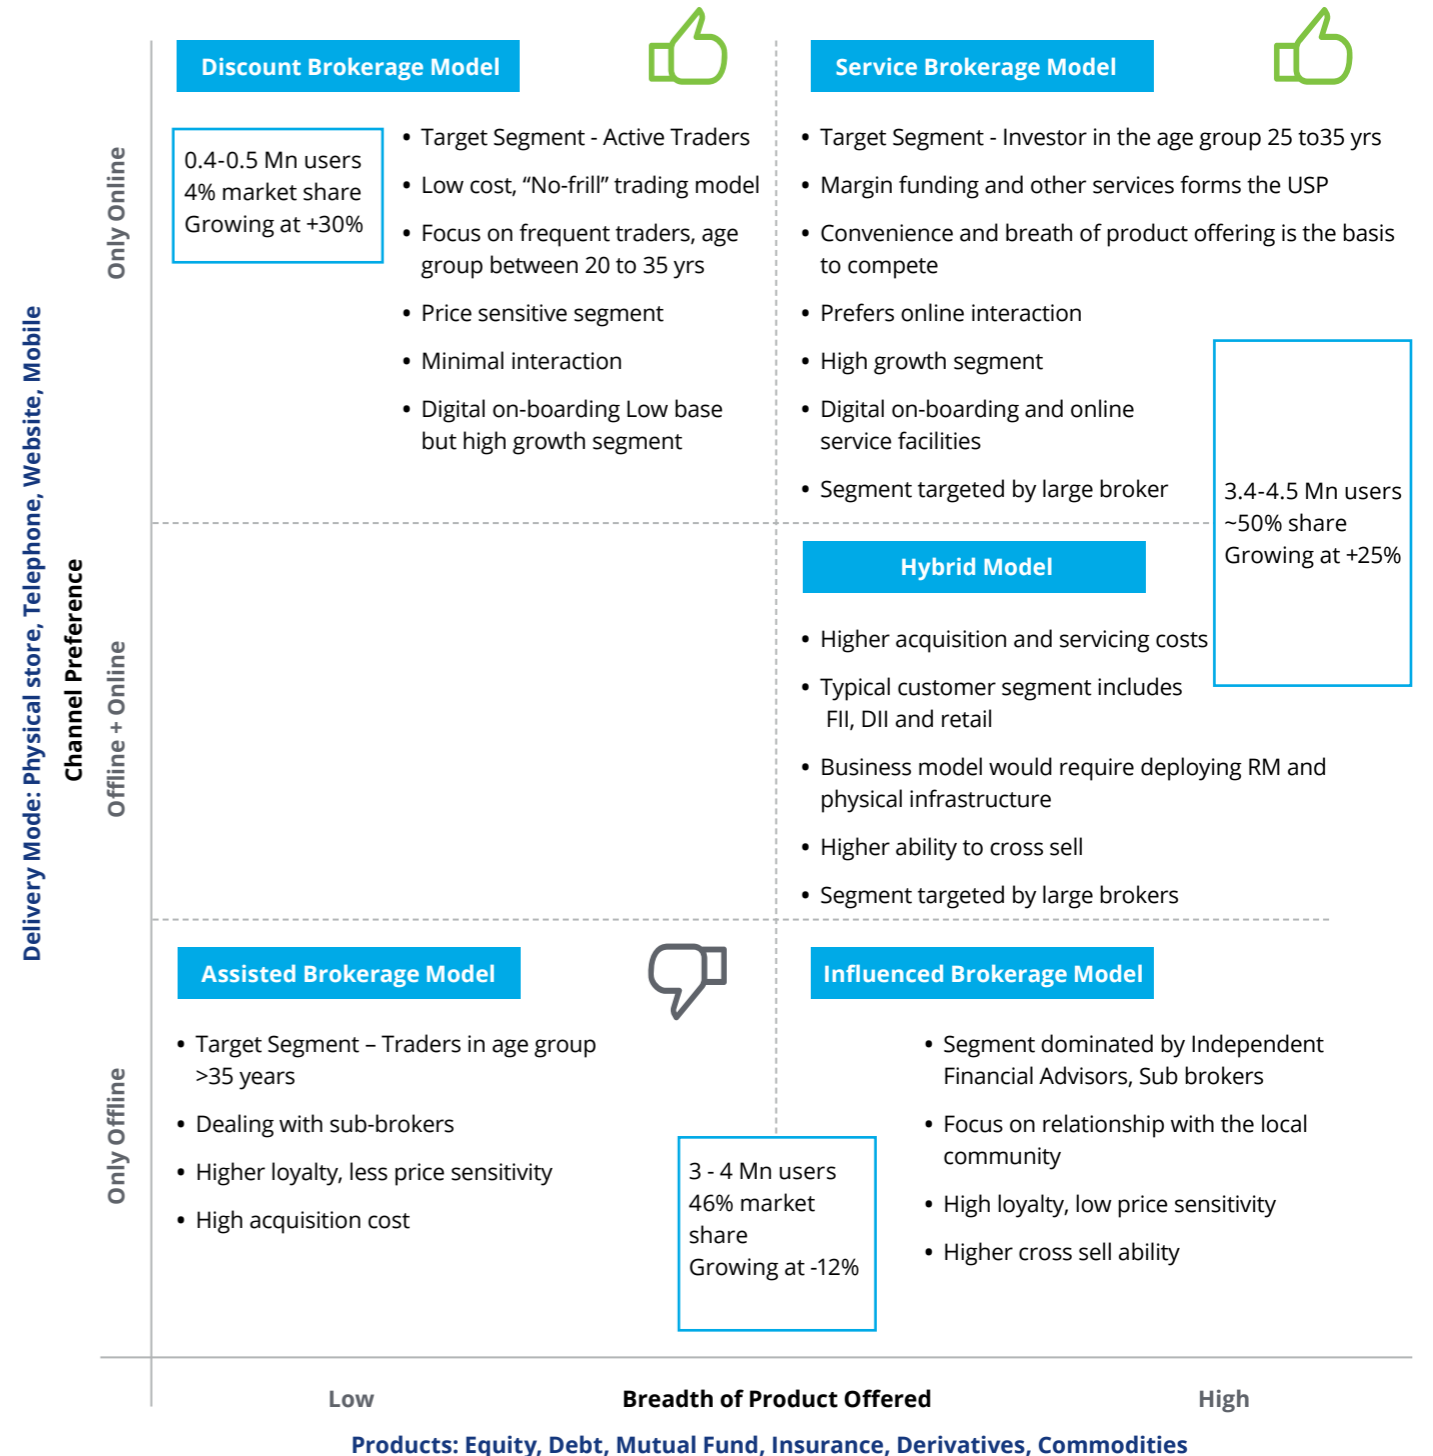 Discount Brokerage Model
0.4-0.5 Mn users
4% market share
Growing at +30%
• Target Segment - Active Traders
• Low cost, “No-frill” trading model
• Focus on frequent traders, age
group between 20 to 35 yrs
• Price sensitive segment
• Minimal interaction
• Digital on-boarding Low base
but high growth segment
Service Brokerage Model
• Target Segment - Investor in the age group 25 to35 yrs
• Margin funding and other services forms the USP
• Convenience and breath of product offering is the basis
to compete
• Prefers online interaction
• High growth segment
• Digital on-boarding and online
service facilities
• Segment targeted by large broker
3.4-4.5 Mn users
~50% share
Growing at +25%
Hybrid Model
• Higher acquisition and servicing costs
• Typical customer segment includes
FII, DII and retail
• Business model would require deploying RM and
physical infrastructure
• Higher ability to cross sell
• Segment targeted by large brokers
Assisted Brokerage Model
• Target Segment – Traders in age group
>35 years
• Dealing with sub-brokers
• Higher loyalty, less price sensitivity
• High acquisition cost
3 - 4 Mn users
46% market
share
Growing at -12%
Influenced Brokerage Model
• Segment dominated by Independent
Financial Advisors, Sub brokers
• Focus on relationship with the local
community
• High loyalty, low price sensitivity
• Higher cross sell ability
Delivery Mode: Physical store, Telephone, Website, Mobile
Channel Preference
Only Online
Offline + Online
Only Offline
Low
Breadth of Product Offered
High
Products: Equity, Debt, Mutual Fund, Insurance, Derivatives, Commodities